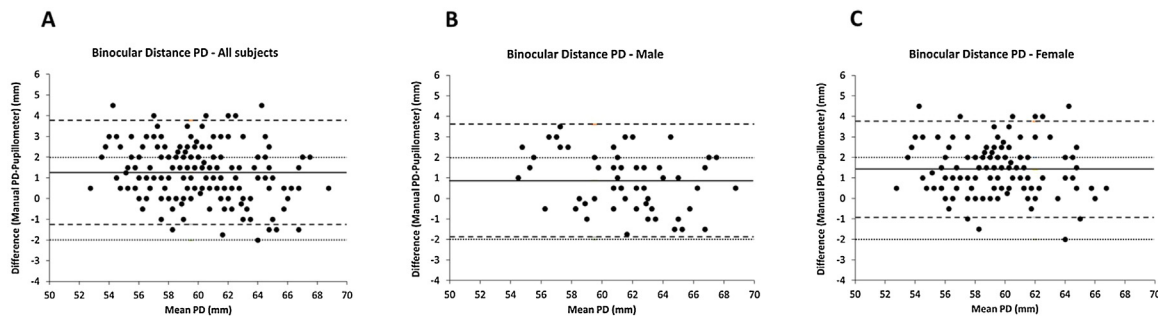 A
Binocular Distance PD - All subjects
Difference (Manual PD-Pupillometer) (mm)
6
5
4
3
2
1
0
-1
-2
-3
-4
50 52 54 56 58 60 62 64 66 68 70
Mean PD (mm)
B
Binocular Distance PD - Male
Difference (Manual PD-Pupillometer) (mm)
6
5
4
3
2
1
0
-1
-2
-3
-4
50 52 54 56 58 60 62 64 66 68 70
Mean PD (mm)
C
Binocular Distance PD - Female
Difference (Manual PD-Pupillometer) (mm)
6
5
4
3
2
1
0
-1
-2
-3
-4
50 52 54 56 58 60 62 64 66 68 70
Mean PD (mm)